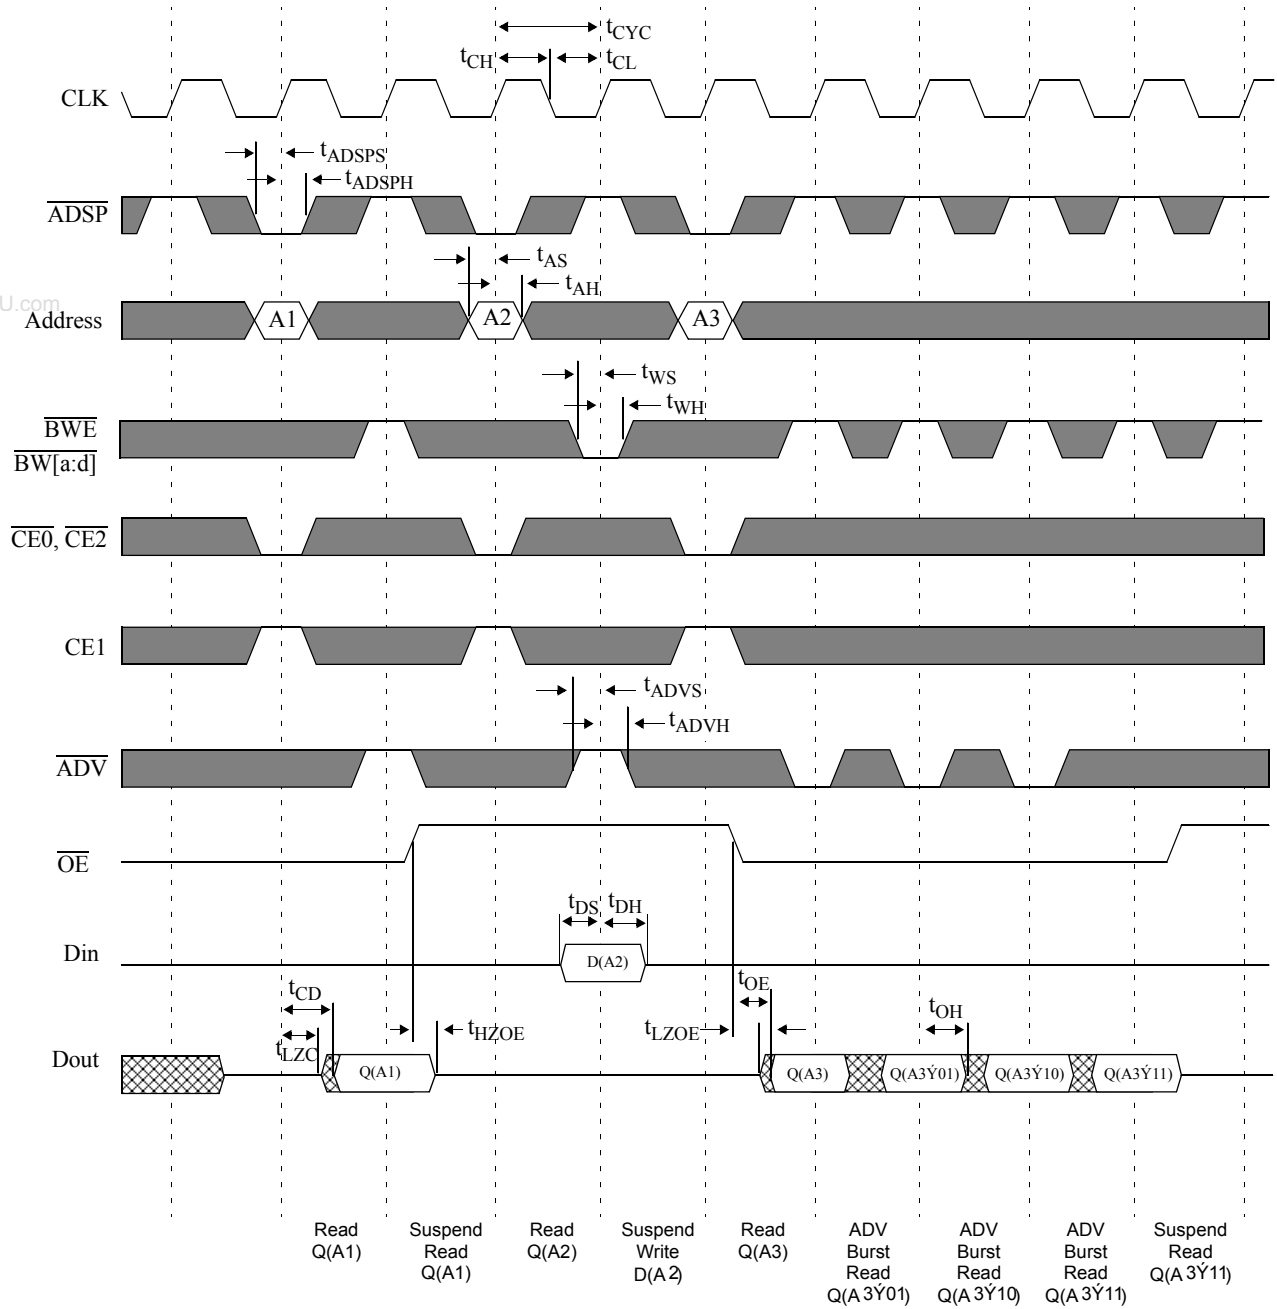 tCYC
tCH tCL
CLK
tADSPS
tADSPH
ADSP
tAS
tAH
U.com
Address A1 A2 A3
tWS
tWH
BWE
BW[a:d]
CE0, CE2
CE1
tADVS
tADVH
ADV
OE
tDS tDH
Din D(A2)
tCD tOE
tOH
tHZOE tLZOE
tLZC
Dout Q(A1) Q(A3) Q(A3Ý01) Q(A3Ý10) Q(A3Ý11)
Read Suspend Read Suspend Read ADV ADV ADV Suspend
Q(A1) Read Q(A2) Write Q(A3) Burst Burst Burst Read
Q(A1) D(A2) Read Read Read Q(A3Ý11)
Q(A3Ý01) Q(A3Ý10) Q(A3Ý11)